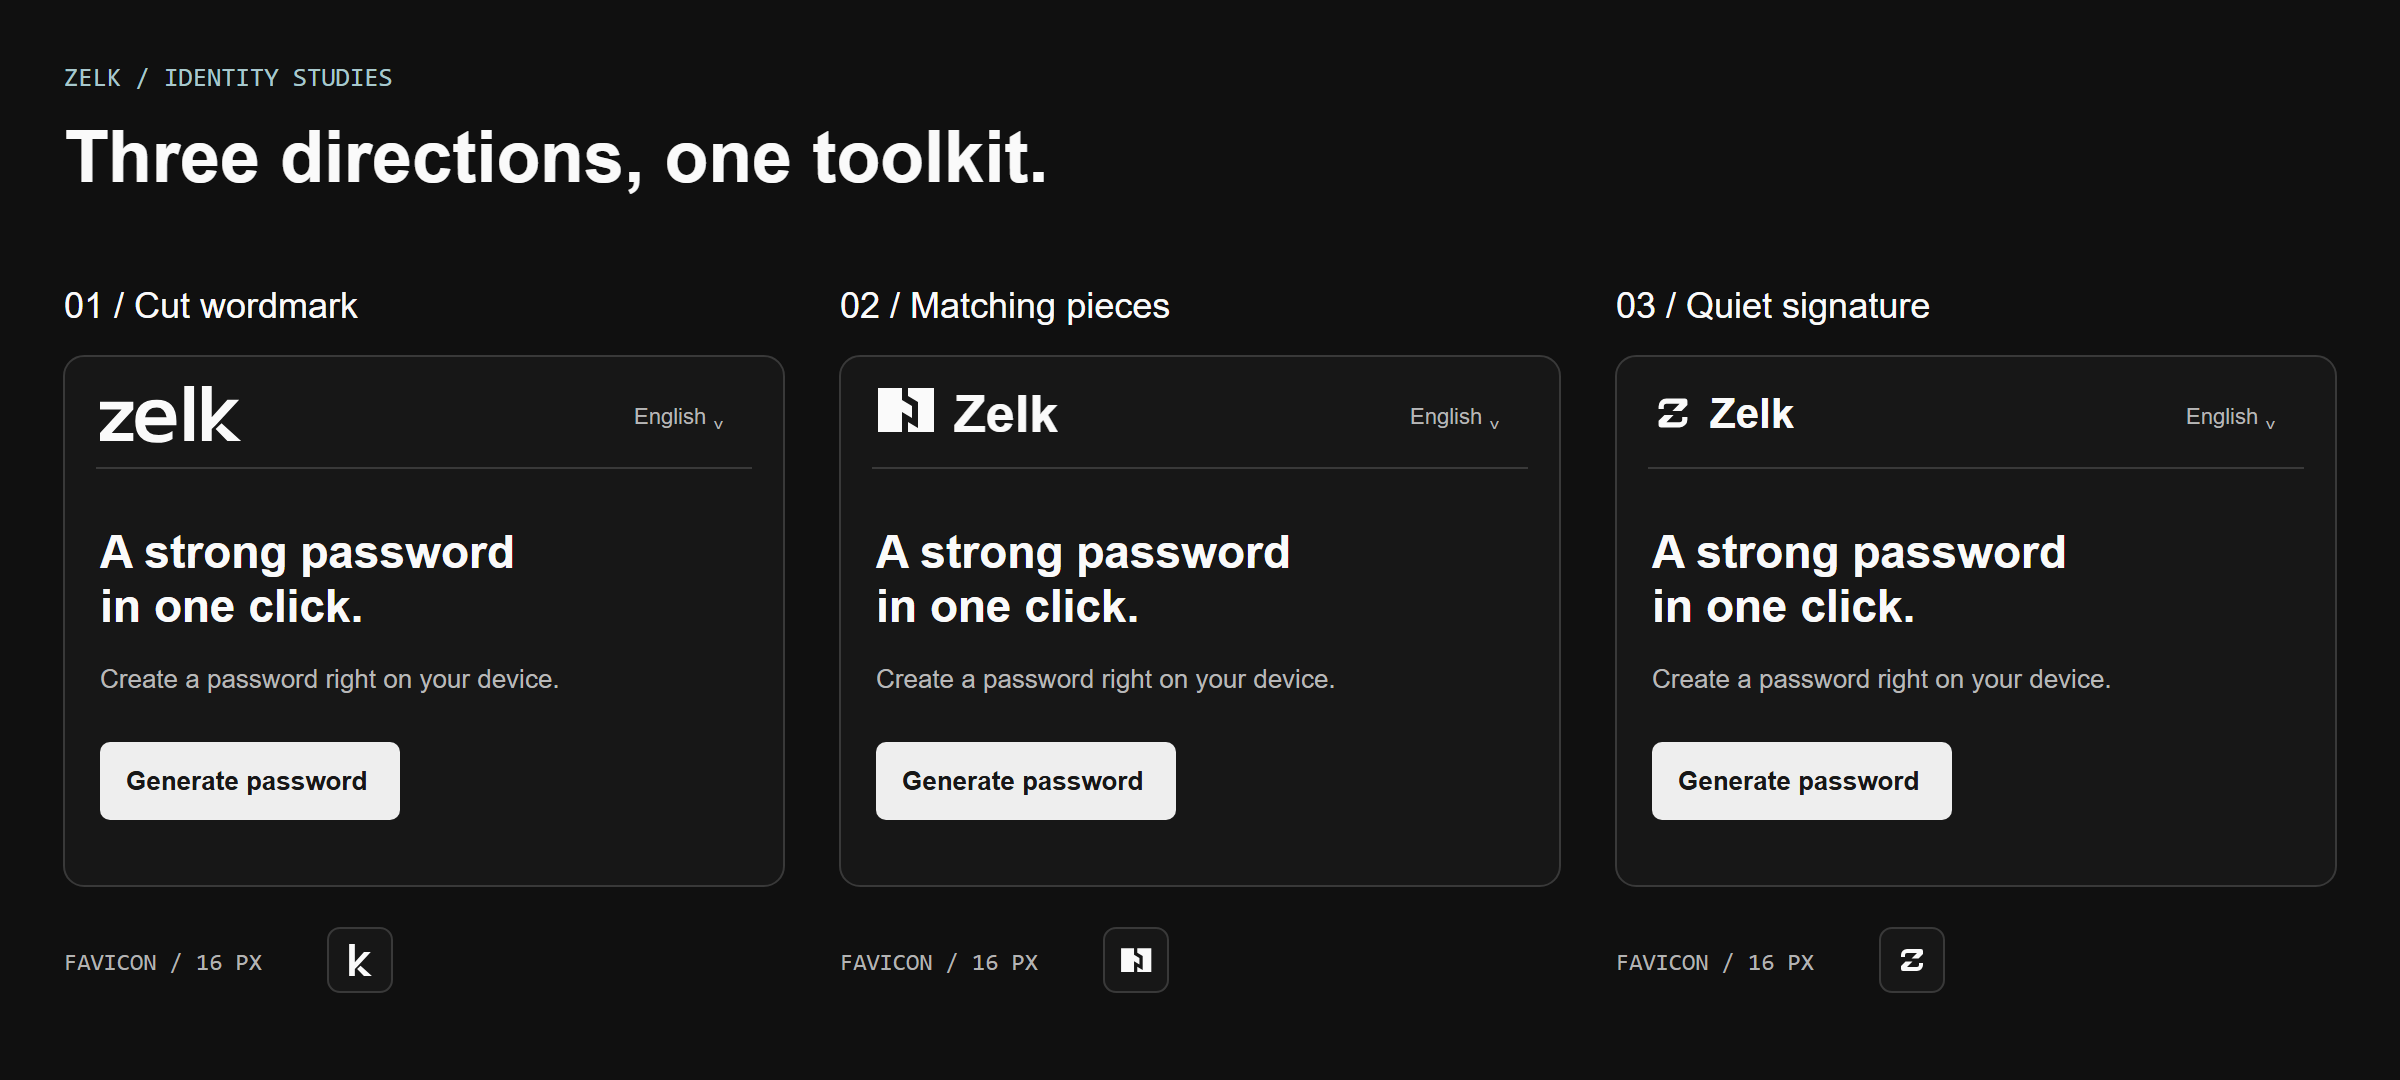 ZELK / IDENTITY STUDIES
Three directions, one toolkit.
01 / Cut wordmark
zelk
English v
A strong password
in one click.
Create a password right on your device.
Generate password
FAVICON / 16 PX
k
02 / Matching pieces
Zelk
English v
A strong password
in one click.
Create a password right on your device.
Generate password
FAVICON / 16 PX
03 / Quiet signature
Z Zelk
English v
A strong password
in one click.
Create a password right on your device.
Generate password
FAVICON / 16 PX
Z